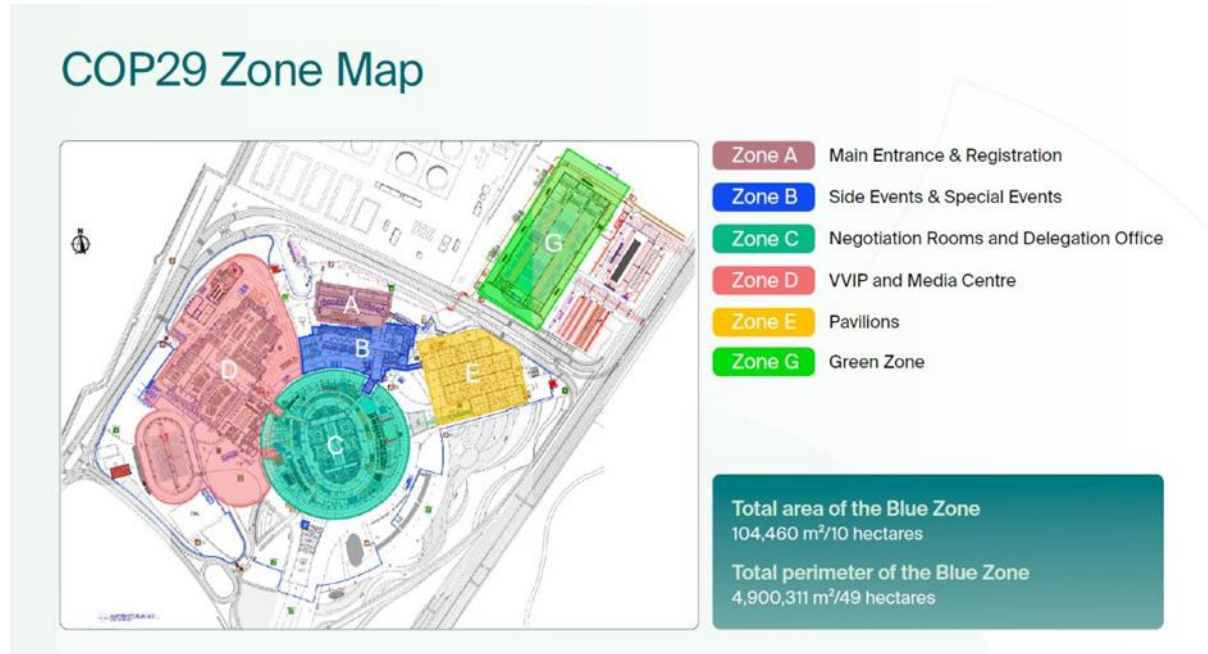 COP29 Zone Map
N
A
B
C
D
E
G
Zone A Main Entrance & Registration
Zone B Side Events & Special Events
Zone C Negotiation Rooms and Delegation Office
Zone D VVIP and Media Centre
Zone E Pavilions
Zone G Green Zone
Total area of the Blue Zone
104,460 m²/10 hectares
Total perimeter of the Blue Zone
4,900,311 m²/49 hectares